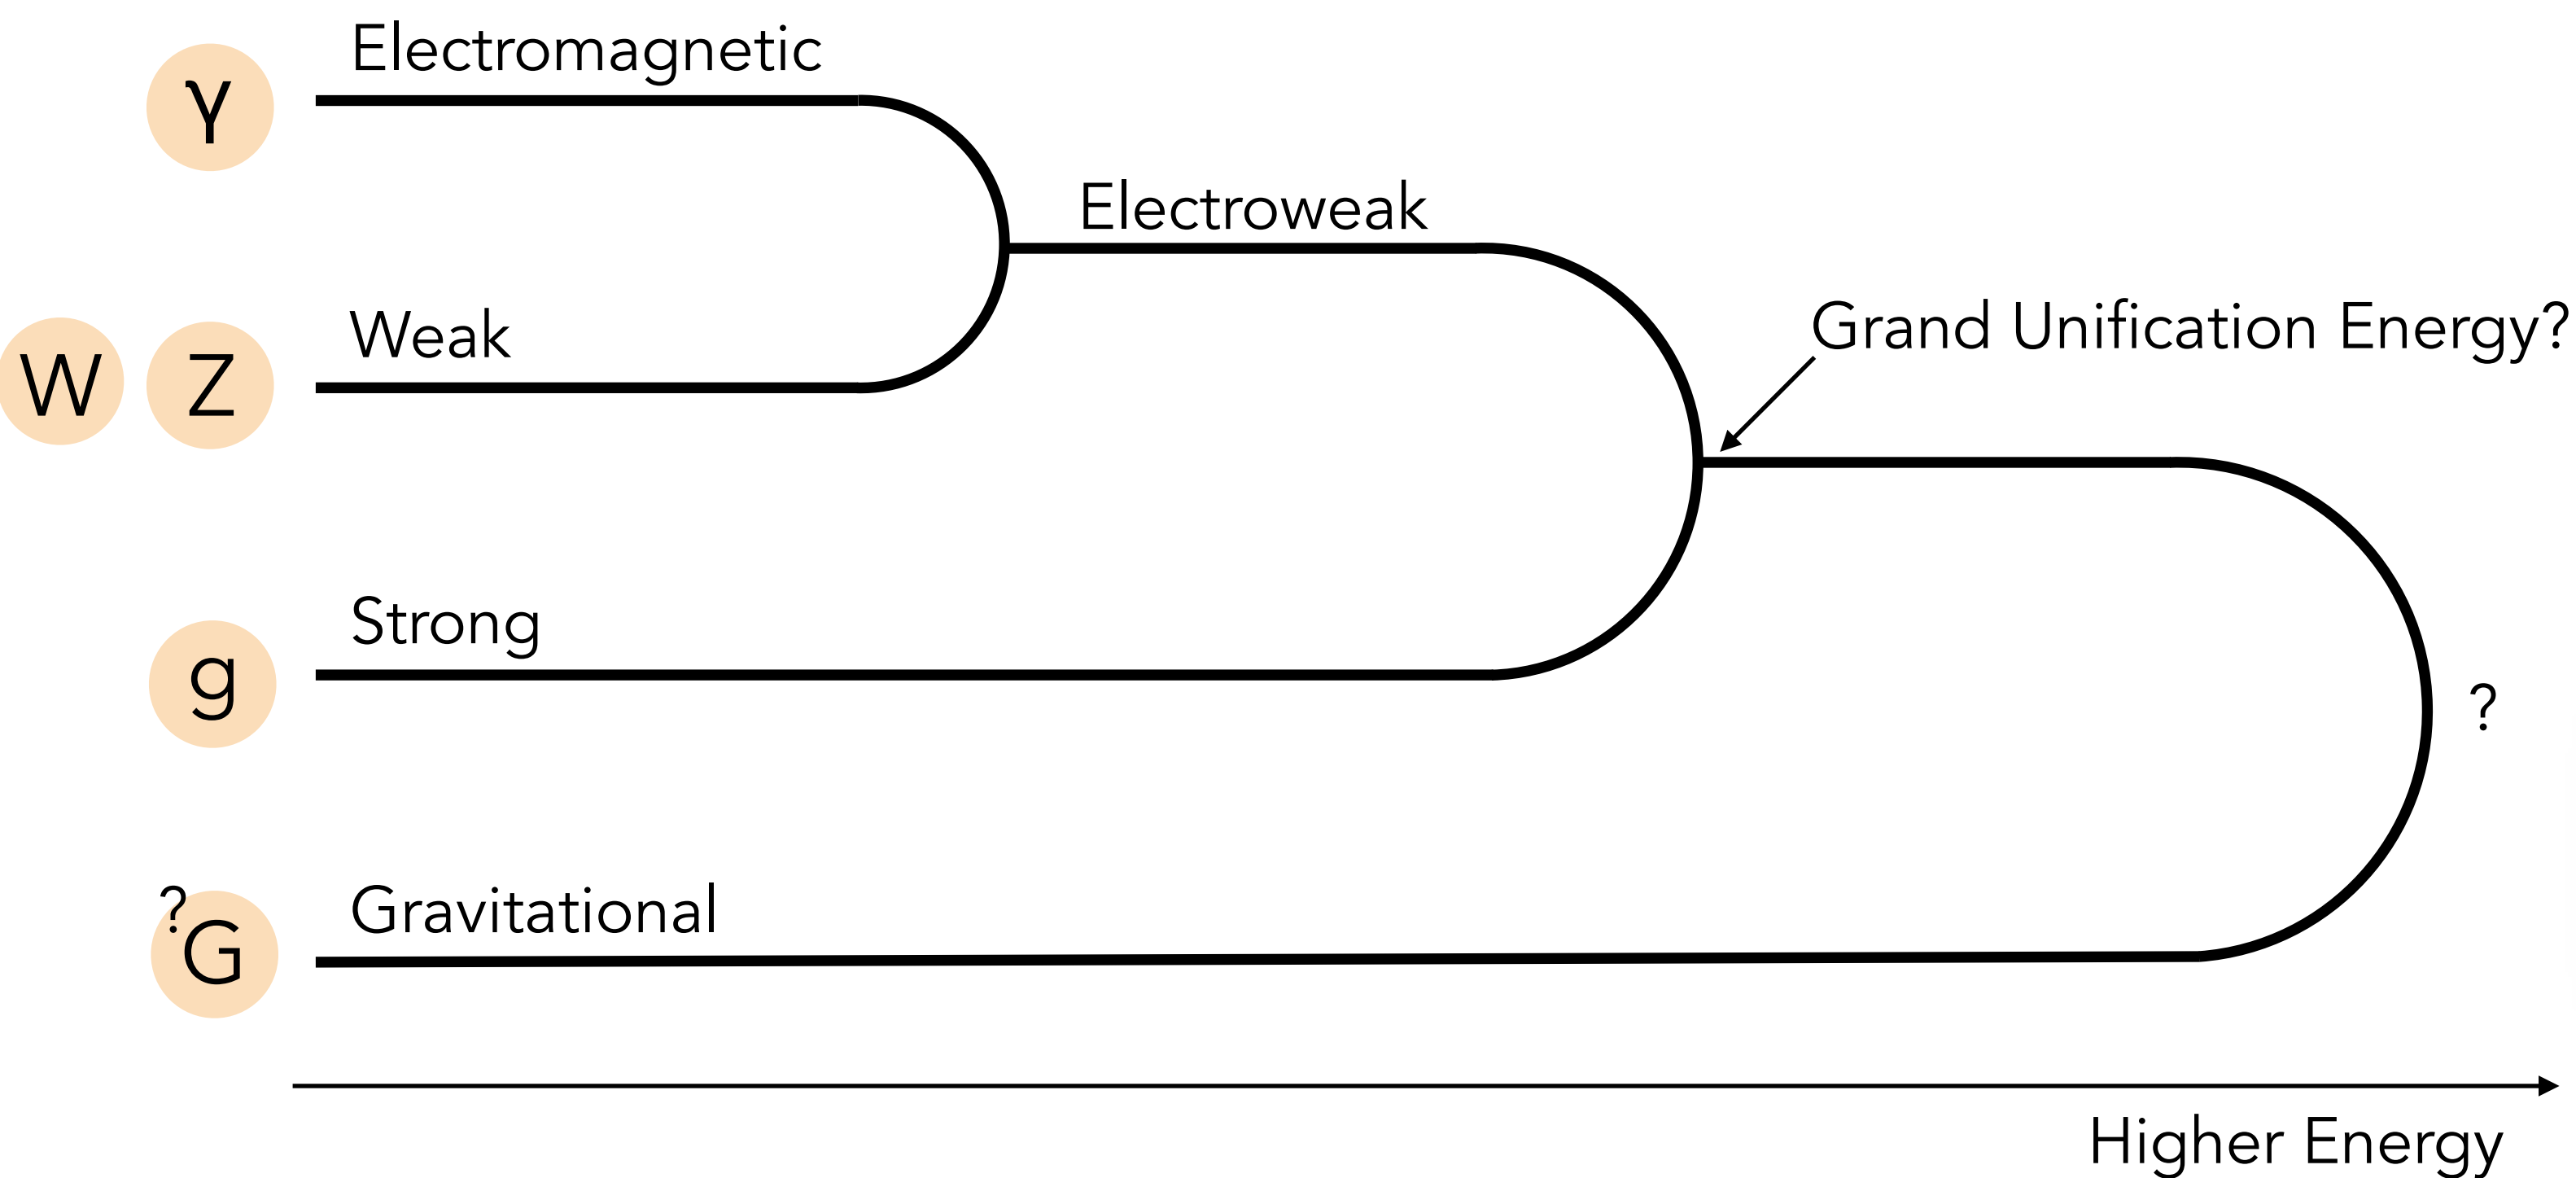 Electromagnetic
γ
Electroweak
Weak
W Z
Grand Unification Energy?
Strong
g
?
Gravitational
? G
Higher Energy